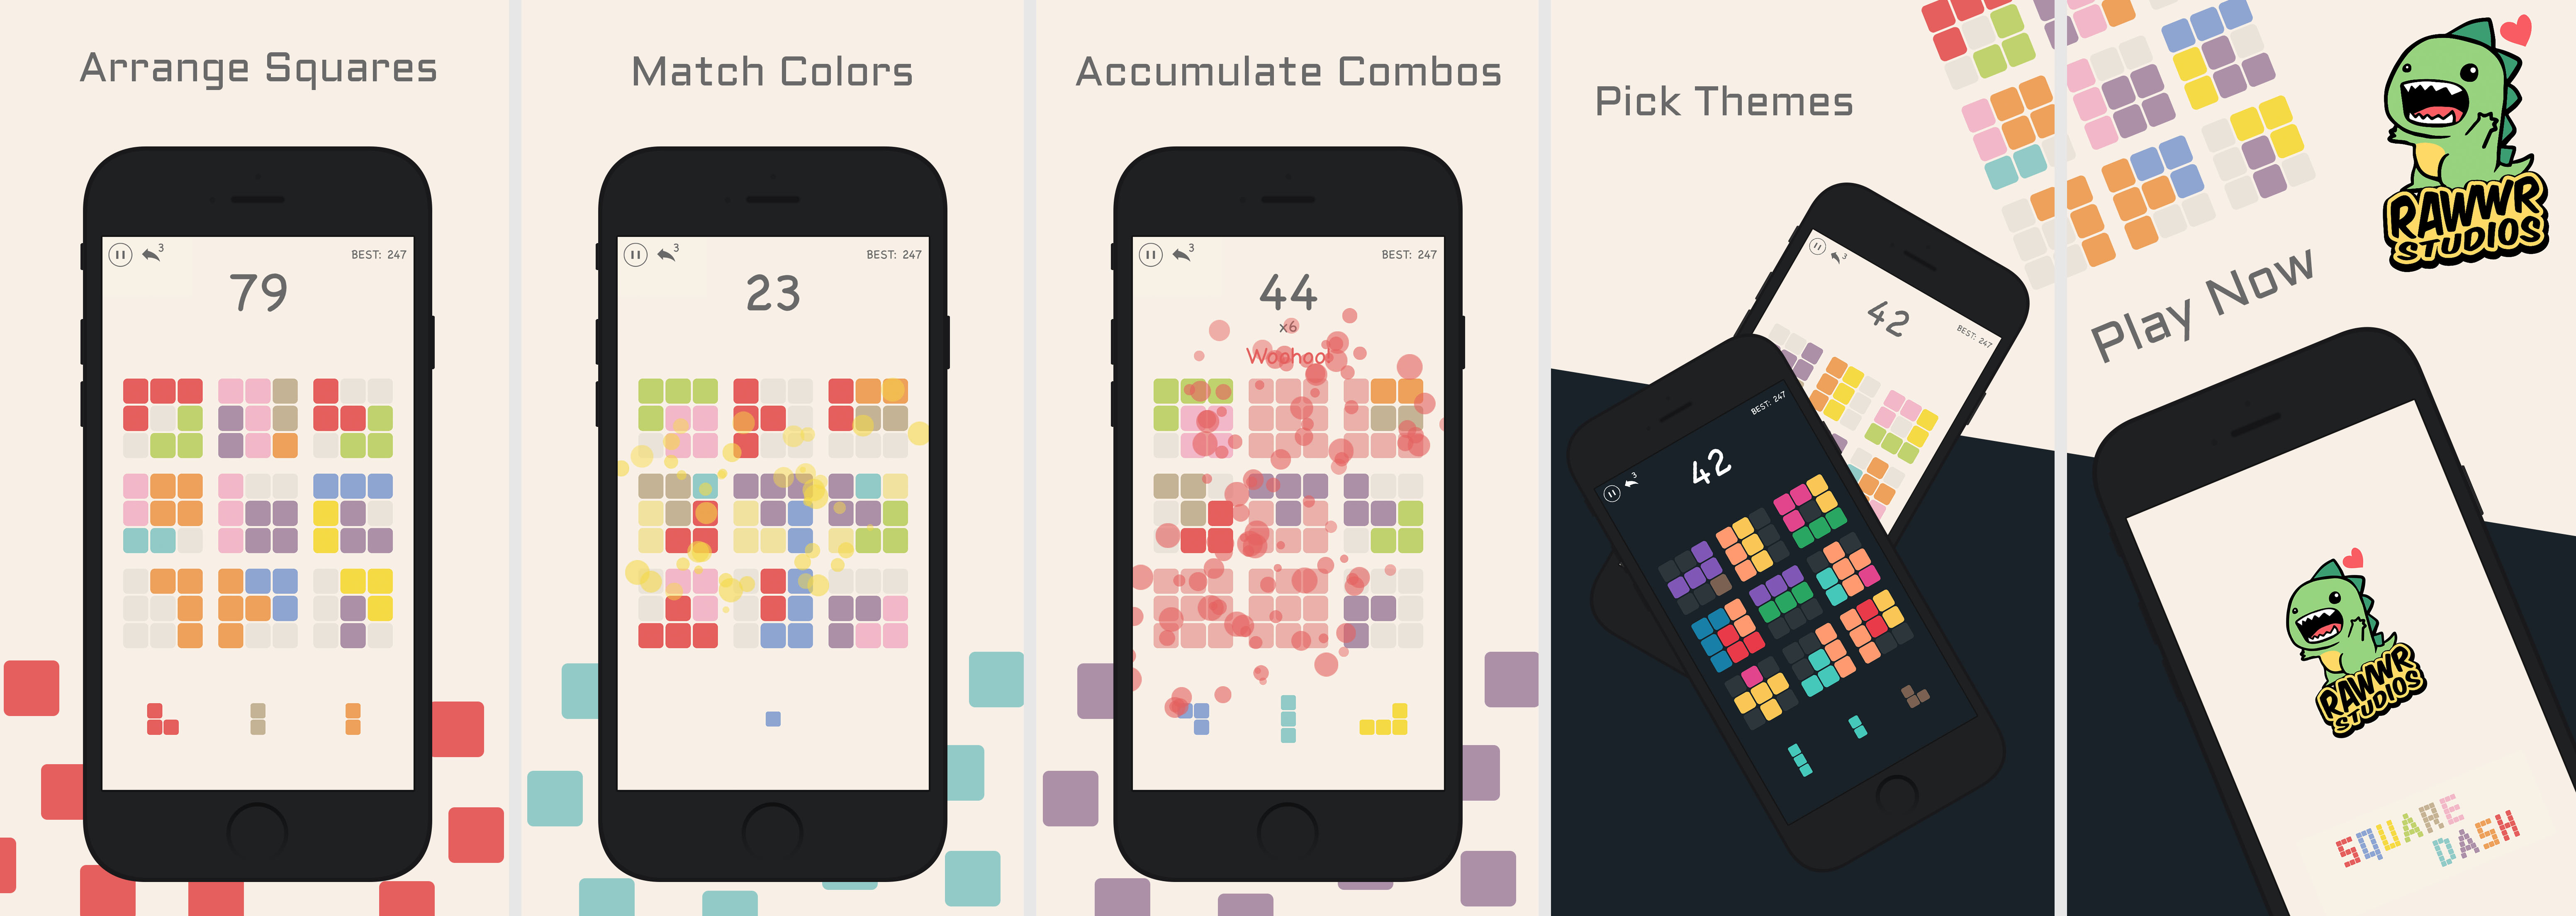 Arrange Squares
3
BEST: 247
79
Match Colors
3
BEST: 247
23
Accumulate Combos
3
BEST: 247
44
x6
Woohoo!
Pick Themes
3
42
BEST: 247
BEST: 247
3
42
RAWWR
STUDIOS
Play Now
RAWWR
STUDIOS
SQUARE
DASH